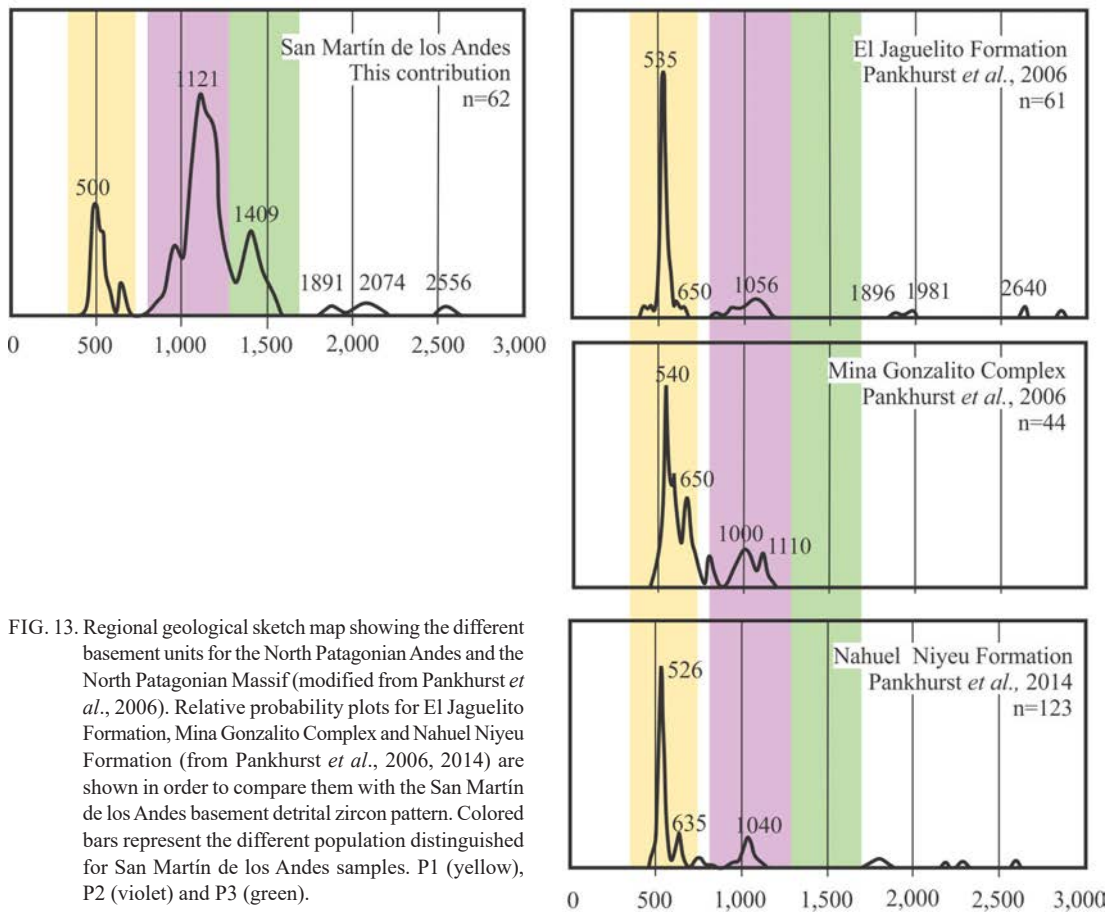 San Martín de los Andes
This contribution
n=62
1121
500
1409
1891 2074 2556
0 500 1,000 1,500 2,000 2,500 3,000
El Jaguelito Formation
Pankhurst et al., 2006
n=61
535
650
1056
1896 1981 2640
Mina Gonzalito Complex
Pankhurst et al., 2006
n=44
540
650
1000
1110
Nahuel Niyeu Formation
Pankhurst et al., 2014
n=123
526
635
1040
0 500 1,000 1,500 2,000 2,500 3,000
FIG. 13. Regional geological sketch map showing the different
basement units for the North Patagonian Andes and the
North Patagonian Massif (modified from Pankhurst et
al., 2006). Relative probability plots for El Jaguelito
Formation, Mina Gonzalito Complex and Nahuel Niyeu
Formation (from Pankhurst et al., 2006, 2014) are
shown in order to compare them with the San Martín
de los Andes basement detrital zircon pattern. Colored
bars represent the different population distinguished
for San Martín de los Andes samples. P1 (yellow),
P2 (violet) and P3 (green).